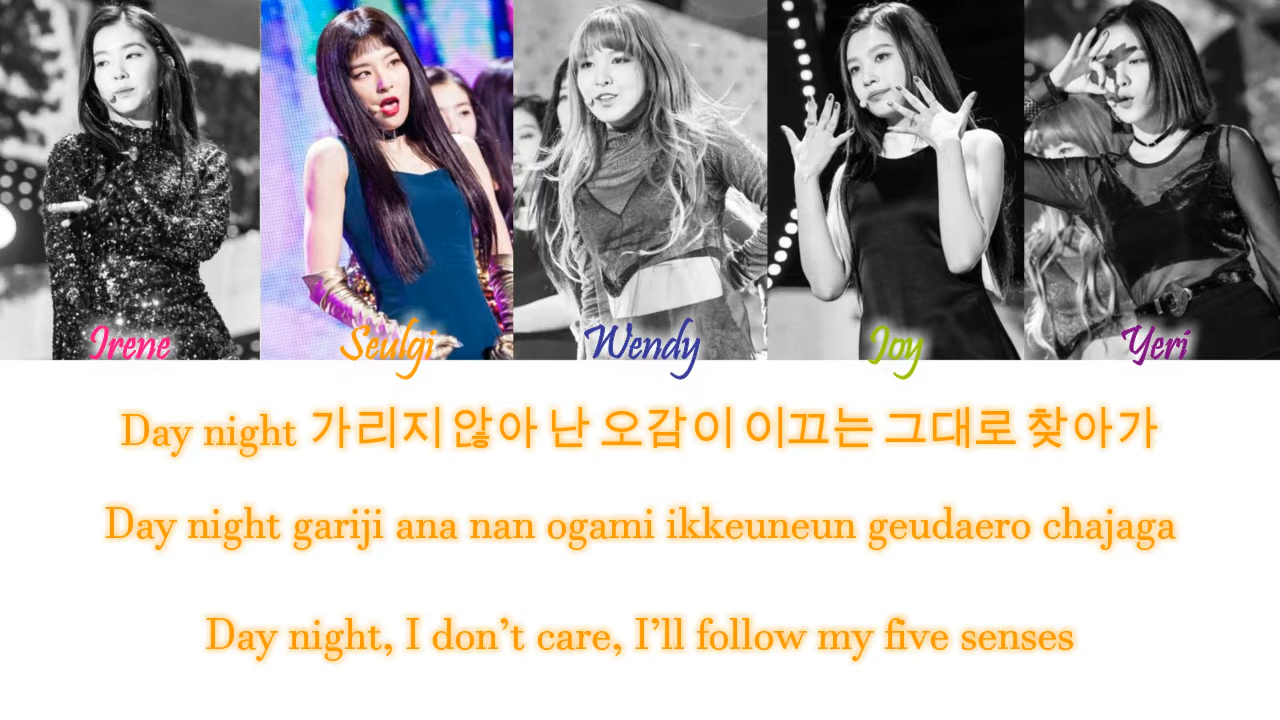 Irene Seulgi Wendy Joy Yeri
Day night 가리지 않아 난 오감이 이끄는 그대로 찾아가
Day night gariji ana nan ogami ikkeuneun geudaero chajaga
Day night, I don’t care, I’ll follow my five senses